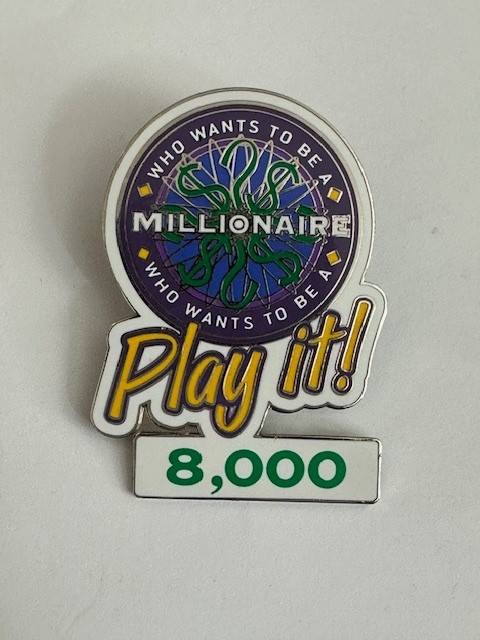 WHO WANTS TO BE A
MILLIONAIRE
WHO WANTS TO BE A
Play it!
8,000